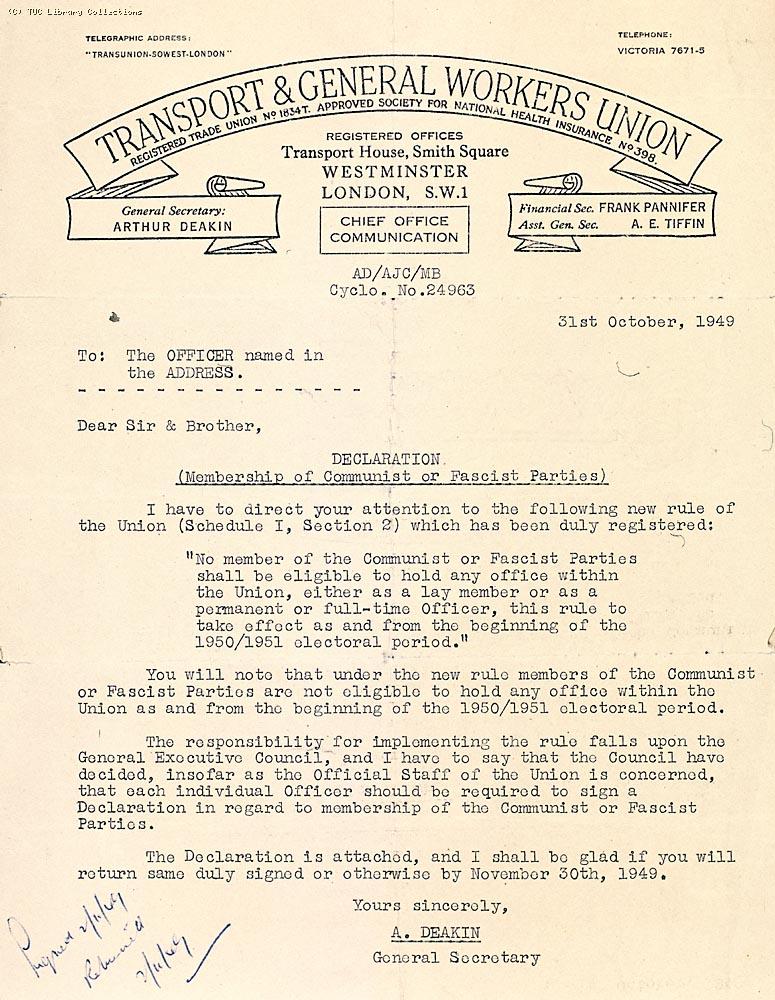 (C) TUC Library Collections
TELEGRAPHIC ADDRESS:
"TRANSUNION-SOWEST-LONDON"
TELEPHONE:
VICTORIA 7671-5
TRANSPORT & GENERAL WORKERS UNION
REGISTERED TRADE UNION Nº 1834T. APPROVED SOCIETY FOR NATIONAL HEALTH INSURANCE Nº 398.
REGISTERED OFFICES
Transport House, Smith Square
WESTMINSTER
LONDON, S.W.1
General Secretary:
ARTHUR DEAKIN
CHIEF OFFICE
COMMUNICATION
Financial Sec. FRANK PANNIFER
Asst. Gen. Sec. A. E. TIFFIN
AD/AJC/MB
Cyclo. No.24963
31st October, 1949
To: The OFFICER named in
the ADDRESS.
- - - - - - - - - - - - - - -
Dear Sir & Brother,
DECLARATION
(Membership of Communist or Fascist Parties)
I have to direct your attention to the following new rule of
the Union (Schedule I, Section 2) which has been duly registered:
"No member of the Communist or Fascist Parties
shall be eligible to hold any office within
the Union, either as a lay member or as a
permanent or full-time Officer, this rule to
take effect as and from the beginning of the
1950/1951 electoral period."
You will note that under the new rule members of the Communist
or Fascist Parties are not eligible to hold any office within the
Union as and from the beginning of the 1950/1951 electoral period.
The responsibility for implementing the rule falls upon the
General Executive Council, and I have to say that the Council have
decided, insofar as the Official Staff of the Union is concerned,
that each individual Officer should be required to sign a
Declaration in regard to membership of the Communist or Fascist
Parties.
The Declaration is attached, and I shall be glad if you will
return same duly signed or otherwise by November 30th, 1949.
Yours sincerely,
A. DEAKIN
General Secretary
Signed 2/11/49
Returned
2/11/49